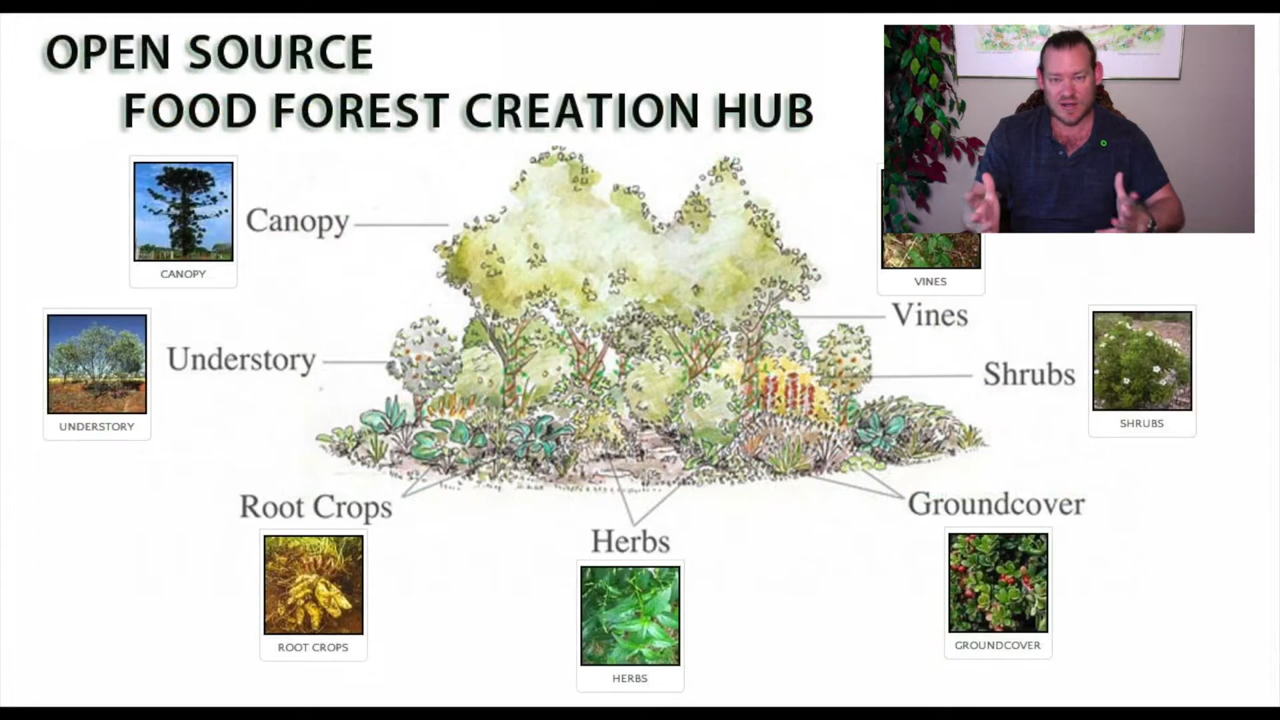 OPEN SOURCE
FOOD FOREST CREATION HUB
Canopy
CANOPY
VINES
Vines
Understory
UNDERSTORY
Shrubs
SHRUBS
Root Crops
ROOT CROPS
Herbs
HERBS
Groundcover
GROUNDCOVER